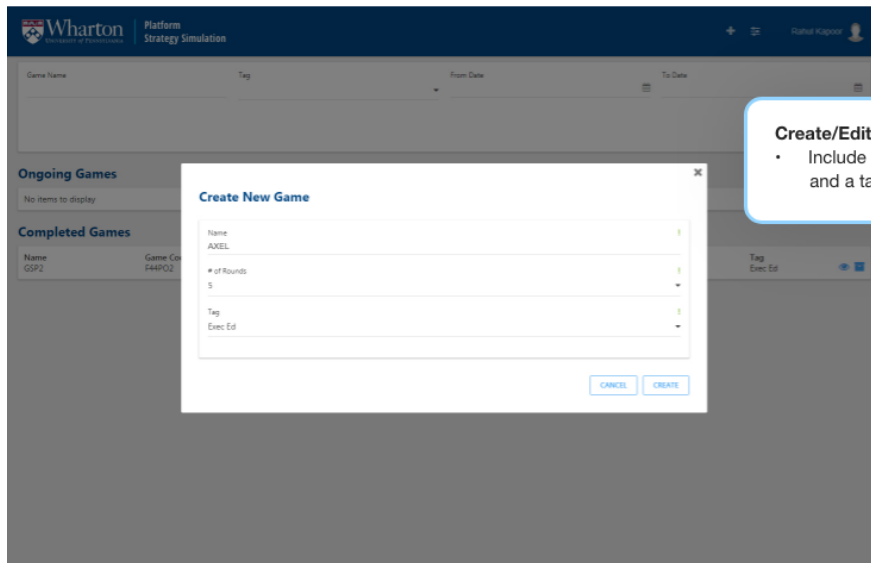 Wharton
UNIVERSITY of PENNSYLVANIA
Platform
Strategy Simulation
Rahul Kapoor
Game Name
Tag
From Date
To Date
Create/Edit
• Include
and a ta
Ongoing Games
No items to display
Completed Games
Name
GSP2
Game Co
F44PO2
Tag
Exec Ed
Create New Game
Name
AXEL
# of Rounds
5
Tag
Exec Ed
CANCEL
CREATE